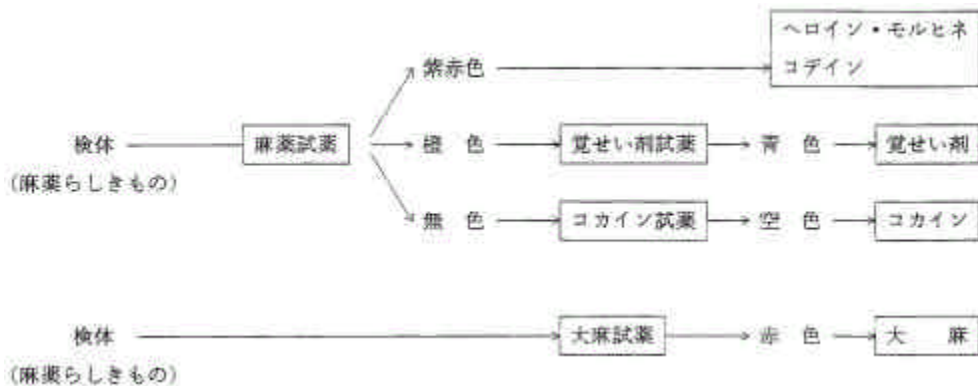 ヘロイン・モルヒネ
コデイン
紫赤色
検体
(麻薬らしきもの)
麻薬試薬
橙 色
覚せい剤試薬
青 色
覚せい剤
無 色
コカイン試薬
空 色
コカイン
検体
(麻薬らしきもの)
大麻試薬
赤 色
大 麻